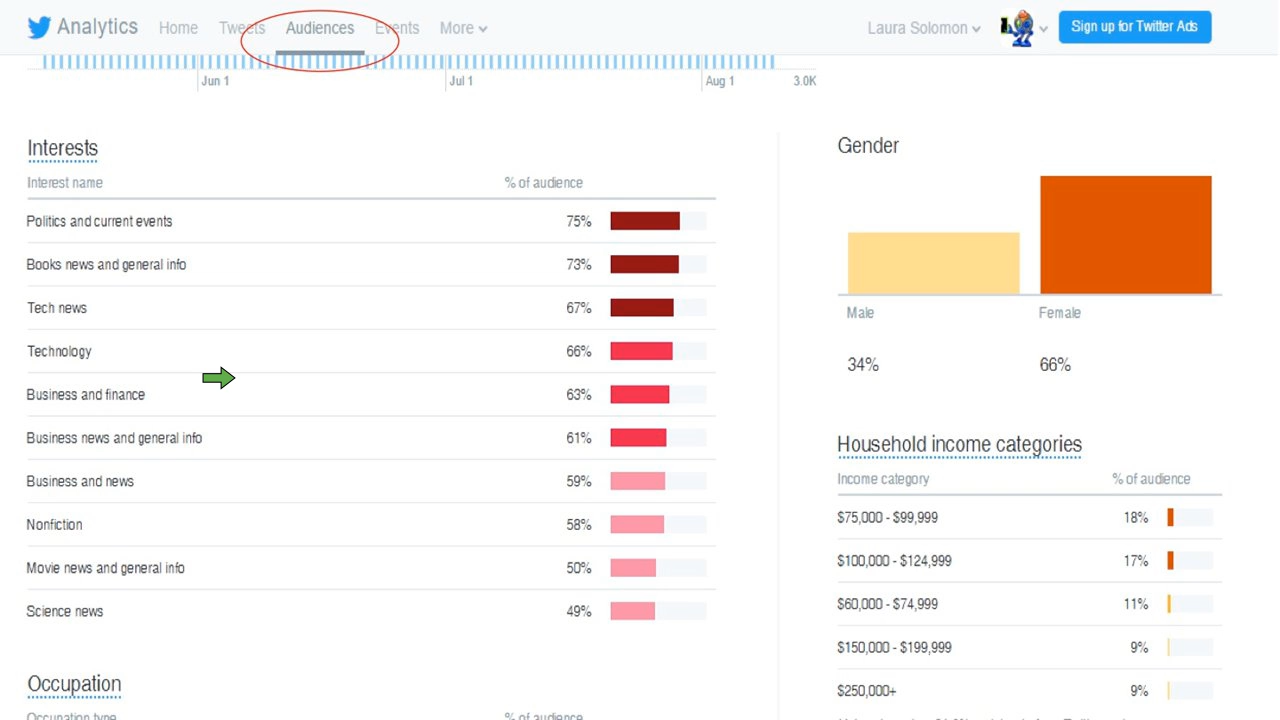 Analytics Home Tweets Audiences Events More Laura Solomon Sign up for Twitter Ads
Jun 1 Jul 1 Aug 1 3.0K
Interests
Interest name % of audience
Politics and current events 75%
Books news and general info 73%
Tech news 67%
Technology 66%
Business and finance 63%
Business news and general info 61%
Business and news 59%
Nonfiction 58%
Movie news and general info 50%
Science news 49%
Occupation
Occupation type % of audience
Gender
Male Female
34% 66%
Household income categories
Income category % of audience
$75,000 - $99,999 18%
$100,000 - $124,999 17%
$60,000 - $74,999 11%
$150,000 - $199,999 9%
$250,000+ 9%